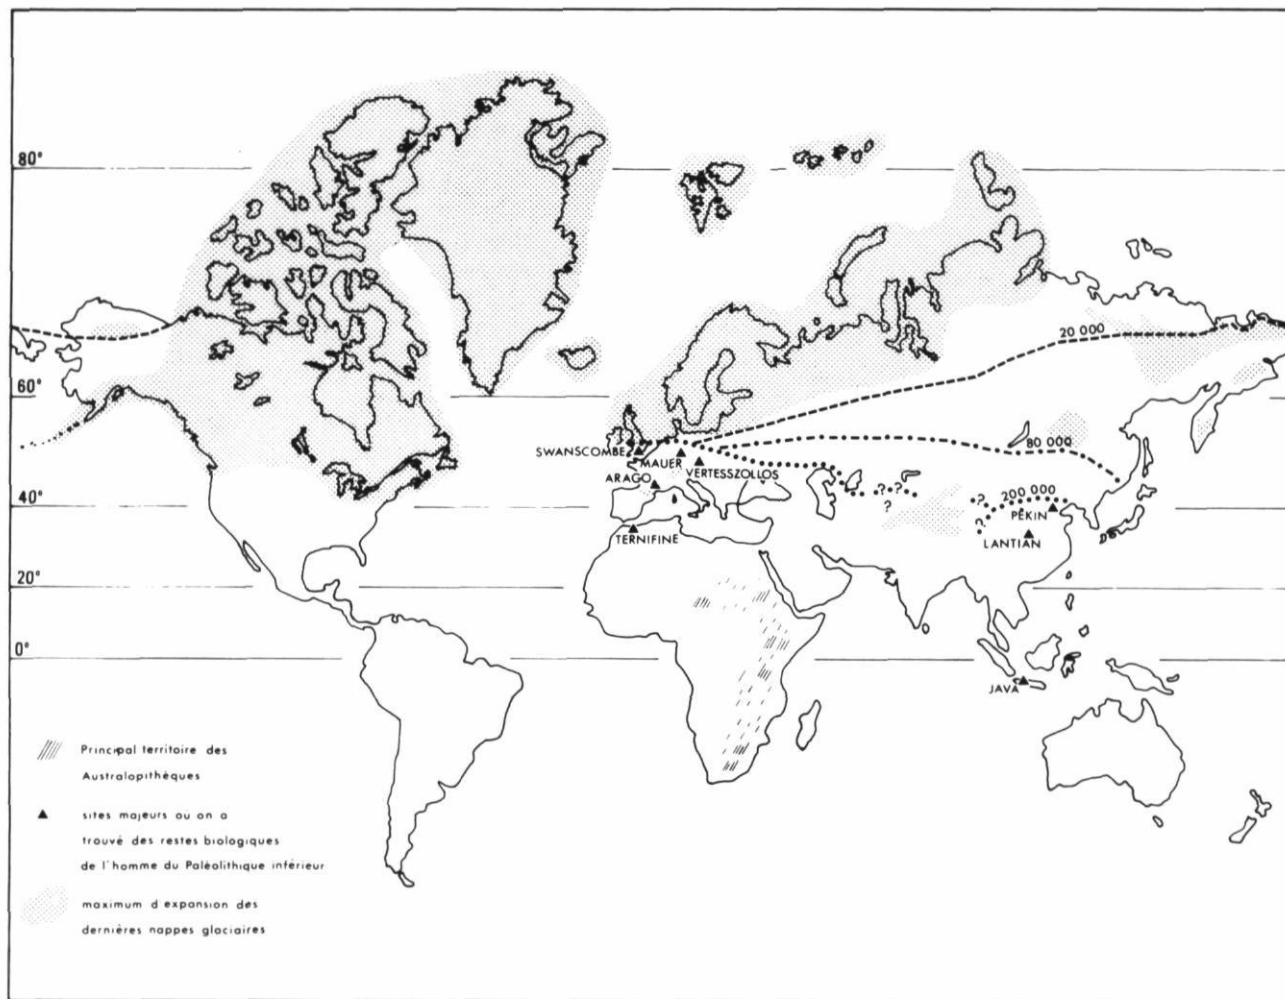 80°
20 000
60°
80 000
SWANSCOMBE
MAUER
VERTESSZOLLOS
ARAGO
? ?
?
?
200 000
40°
?
PÉKIN
TERNIFINE
LANTIAN
20°
0°
JAVA
Principal territoire des
Australopithèques
sites majeurs ou on a
trouvé des restes biologiques
de l'homme du Paléolithique inférieur
maximum d expansion des
dernières nappes glaciaires